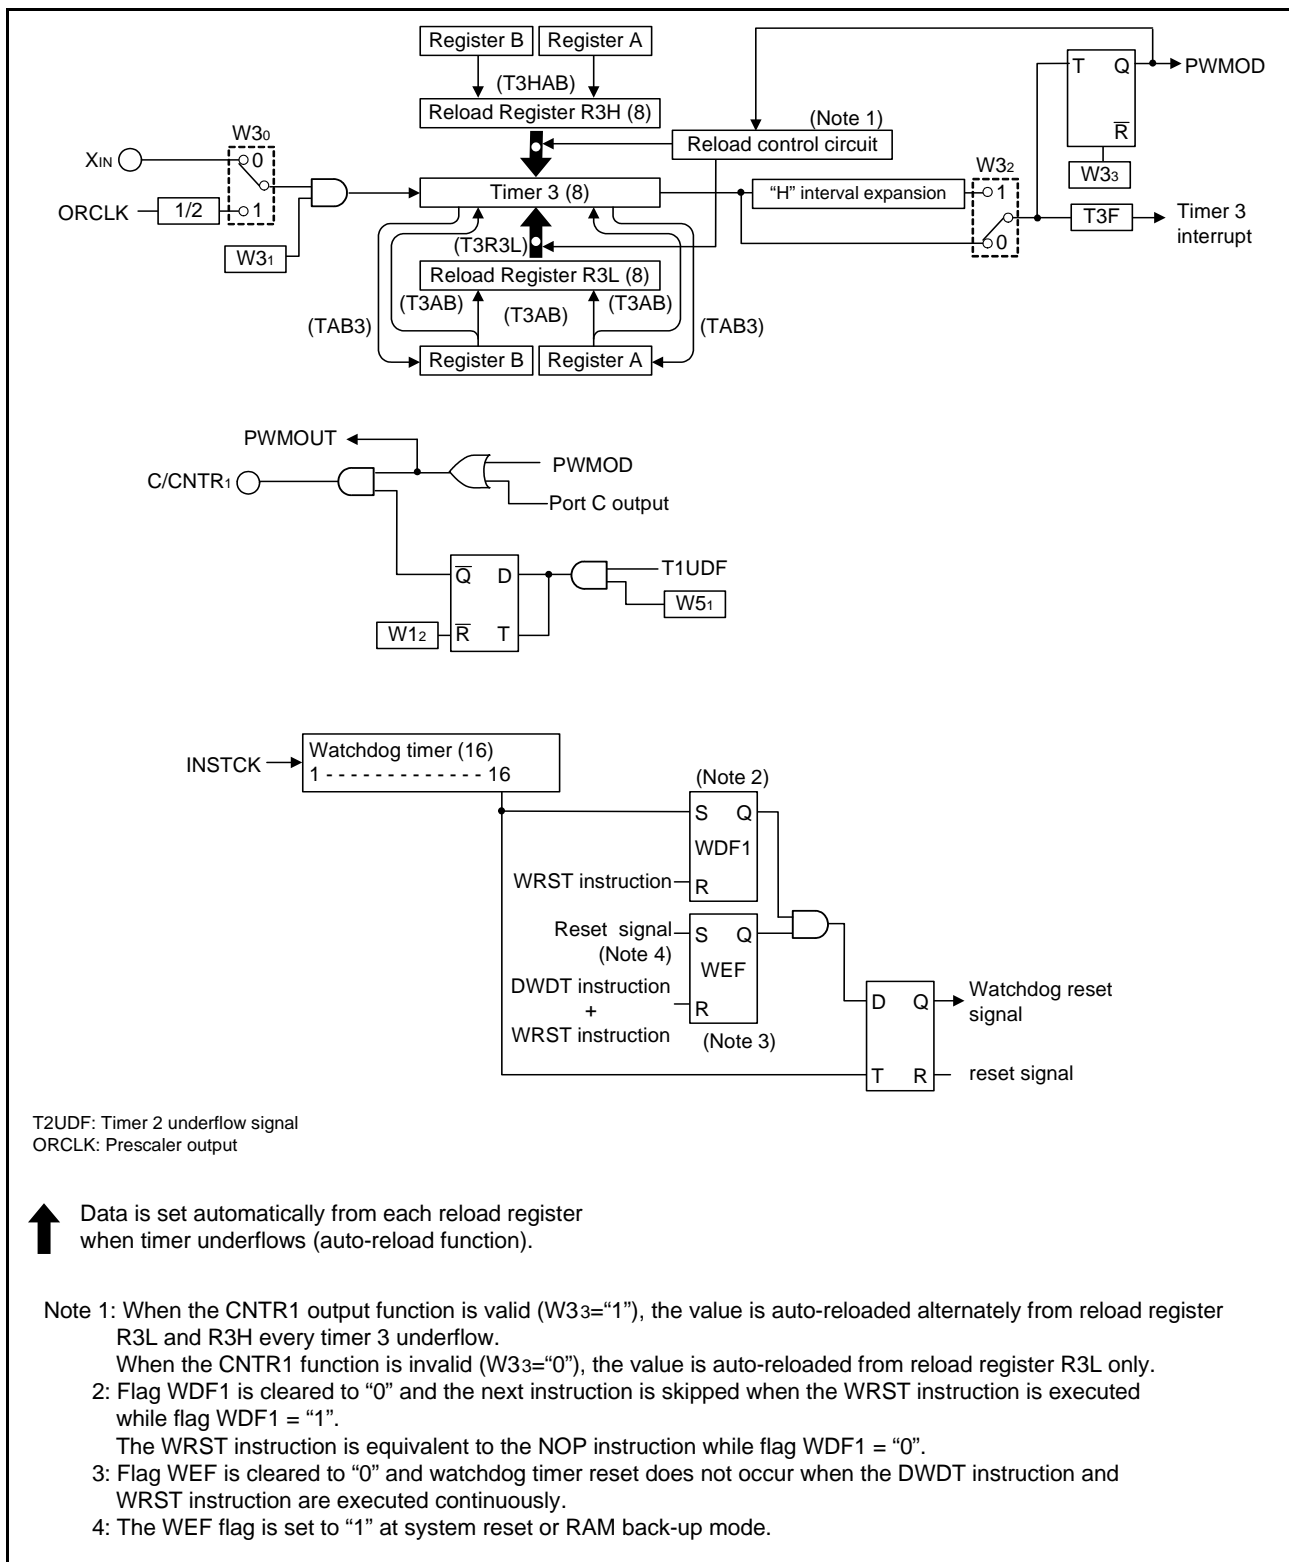 Register B Register A
(T3HAB)
Reload Register R3H (8)
(Note 1)
Reload control circuit
T Q PWMOD
R
W33
W30
XIN 0
ORCLK 1/2 1
W31
Timer 3 (8)
"H" interval expansion
W32
1
0
T3F
Timer 3
interrupt
(T3R3L)
Reload Register R3L (8)
(T3AB) (T3AB) (T3AB)
(TAB3) (TAB3)
Register B Register A
PWMOUT
C/CNTR1
PWMOD
Port C output
Q D
R T
W12
T1UDF
W51
INSTCK
Watchdog timer (16)
1 - - - - - - - - - - - - - 16
(Note 2)
S Q
WDF1
WRST instruction R
Reset signal S Q
(Note 4)
WEF
DWDT instruction
+
WRST instruction
R
(Note 3)
D Q
T R
Watchdog reset
signal
reset signal
T2UDF: Timer 2 underflow signal
ORCLK: Prescaler output
Data is set automatically from each reload register
when timer underflows (auto-reload function).
Note 1: When the CNTR1 output function is valid (W33=“1”), the value is auto-reloaded alternately from reload register
R3L and R3H every timer 3 underflow.
When the CNTR1 function is invalid (W33=“0”), the value is auto-reloaded from reload register R3L only.
2: Flag WDF1 is cleared to “0” and the next instruction is skipped when the WRST instruction is executed
while flag WDF1 = “1”.
The WRST instruction is equivalent to the NOP instruction while flag WDF1 = “0”.
3: Flag WEF is cleared to “0” and watchdog timer reset does not occur when the DWDT instruction and
WRST instruction are executed continuously.
4: The WEF flag is set to “1” at system reset or RAM back-up mode.